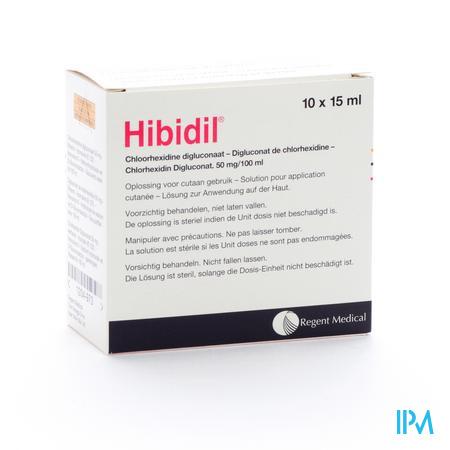 10 x 15 ml
Hibidil®
Chloorhexidine digluconaat – Digluconat de chlorhexidine –
Chlorhexidin Digluconat. 50 mg/100 ml
Oplossing voor cutaan gebruik – Solution pour application
cutanée – Lösung zur Anwendung auf der Haut.
Voorzichtig behandelen, niet laten vallen.
De oplossing is steriel indien de Unit dosis niet beschadigd is.
Manipuler avec précautions. Ne pas laisser tomber.
La solution est stérile si les Unit doses ne sont pas endommagées.
Vorsichtig behandeln. Nicht fallen lassen.
Die Lösung ist steril, solange die Dosis-Einheit nicht beschädigt ist.
Regent Medical
IPM